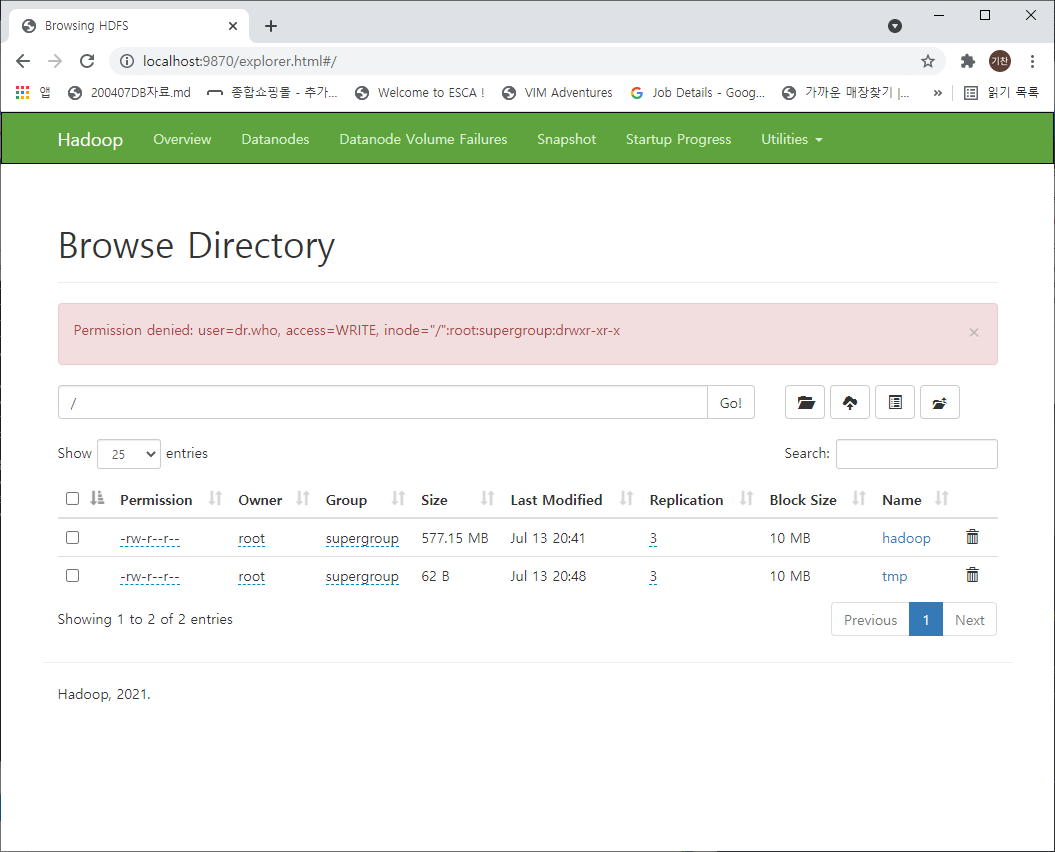 Browsing HDFS
localhost:9870/explorer.html#/
기찬
앱 200407DB자료.md 종합쇼핑몰 - 추가... Welcome to ESCA ! VIM Adventures Job Details - Goog... 가까운 매장찾기 |... » 읽기 목록
Hadoop Overview Datanodes Datanode Volume Failures Snapshot Startup Progress Utilities
Browse Directory
Permission denied: user=dr.who, access=WRITE, inode="/":root:supergroup:drwxr-xr-x ×
/ Go!
Show 25 entries Search:
Permission Owner Group Size Last Modified Replication Block Size Name
-rw-r--r-- root supergroup 577.15 MB Jul 13 20:41 3 10 MB hadoop
-rw-r--r-- root supergroup 62 B Jul 13 20:48 3 10 MB tmp
Showing 1 to 2 of 2 entries Previous 1 Next
Hadoop, 2021.